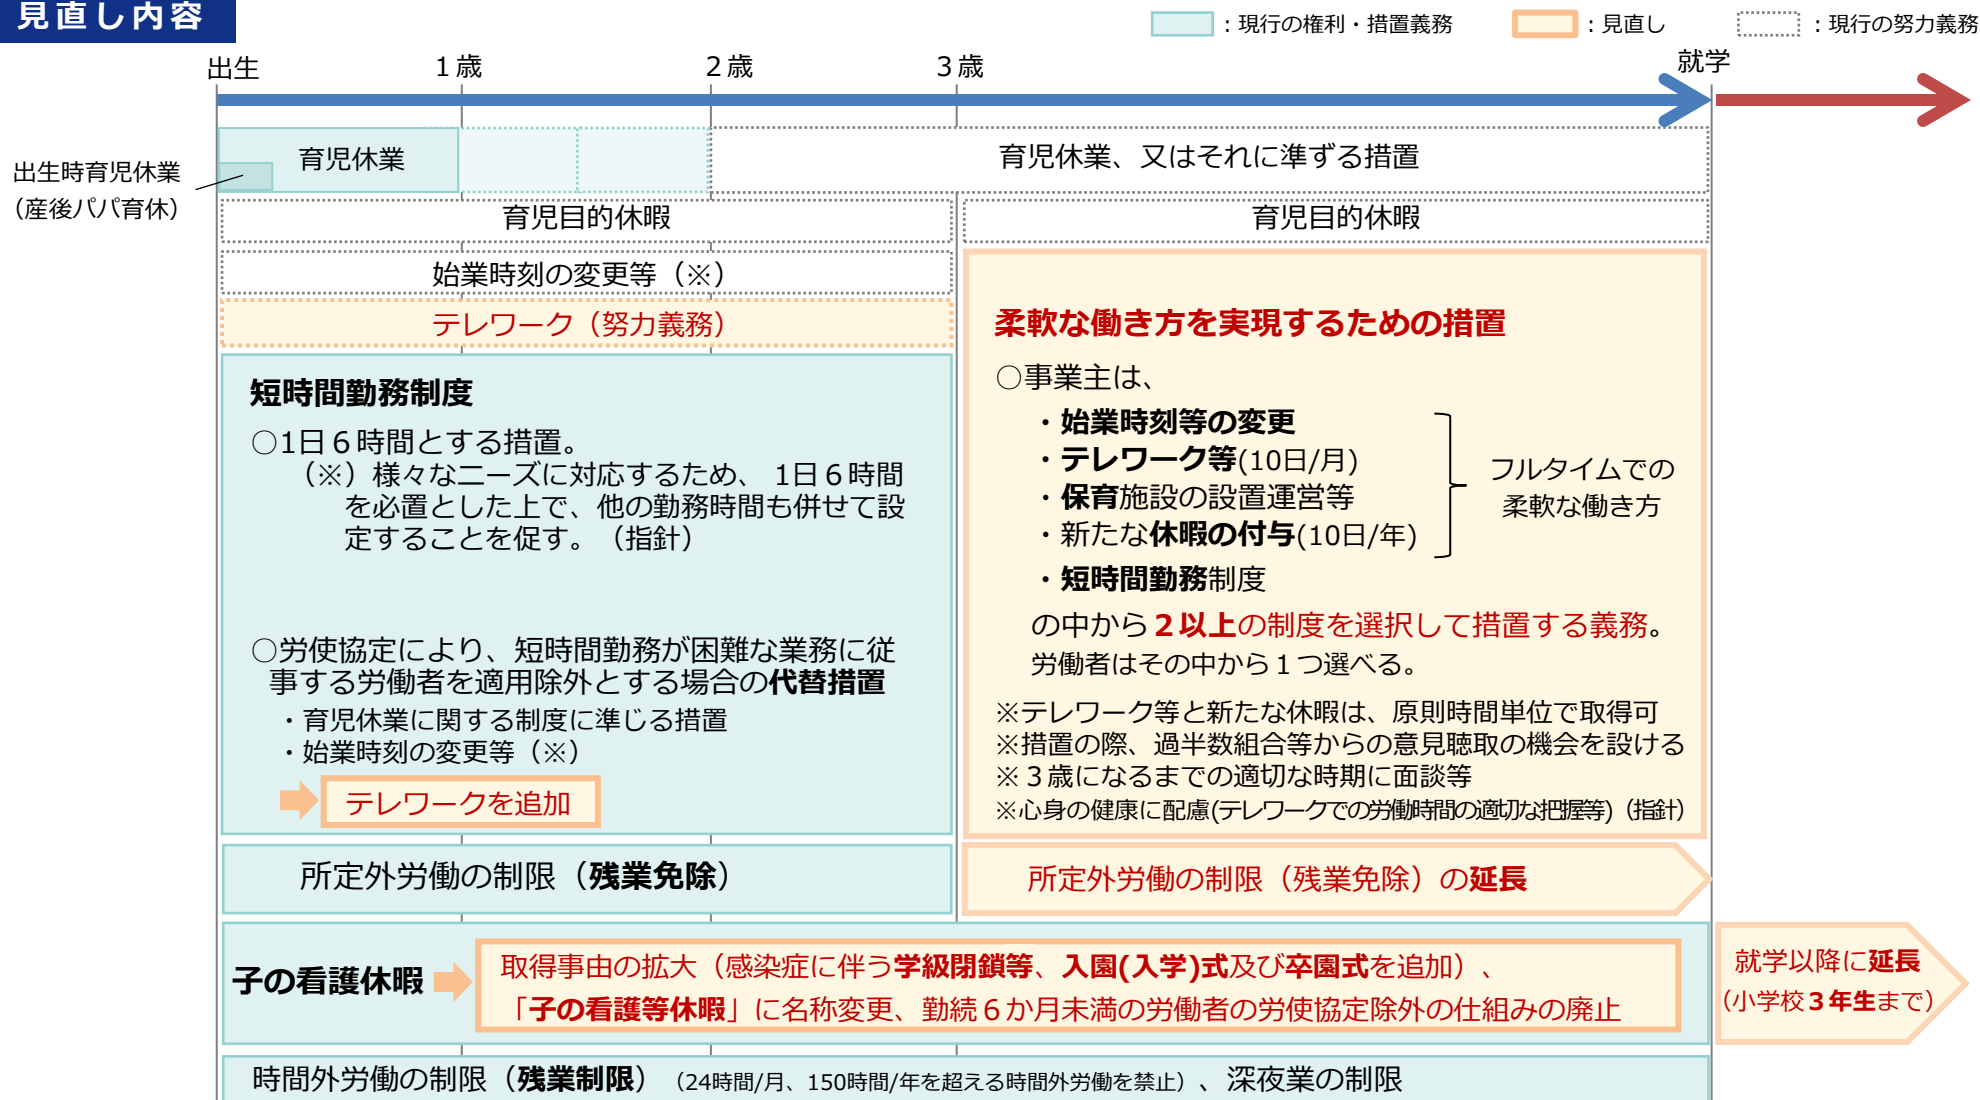 見直し内容
：現行の権利・措置義務
：見直し
：現行の努力義務
出生
１歳
２歳
３歳
就学
出生時育児休業
（産後パパ育休）
育児休業
育児休業、又はそれに準ずる措置
育児目的休暇
育児目的休暇
始業時刻の変更等（※）
テレワーク（努力義務）
短時間勤務制度
○1日６時間とする措置。
（※）様々なニーズに対応するため、 1日６時間
を必置とした上で、他の勤務時間も併せて設
定することを促す。（指針）
○労使協定により、短時間勤務が困難な業務に従
事する労働者を適用除外とする場合の代替措置
・育児休業に関する制度に準じる措置
・始業時刻の変更等（※）
テレワークを追加
柔軟な働き方を実現するための措置
○事業主は、
・始業時刻等の変更
・テレワーク等(10日/月)
・保育施設の設置運営等
・新たな休暇の付与(10日/年)
・短時間勤務制度
フルタイムでの
柔軟な働き方
の中から２以上の制度を選択して措置する義務。
労働者はその中から１つ選べる。
※テレワーク等と新たな休暇は、原則時間単位で取得可
※措置の際、過半数組合等からの意見聴取の機会を設ける
※３歳になるまでの適切な時期に面談等
※心身の健康に配慮(テレワークでの労働時間の適切な把握等)（指針）
所定外労働の制限（残業免除）
所定外労働の制限（残業免除）の延長
子の看護休暇
取得事由の拡大（感染症に伴う学級閉鎖等、入園(入学)式及び卒園式を追加）、
「子の看護等休暇」に名称変更、勤続６か月未満の労働者の労使協定除外の仕組みの廃止
就学以降に延長
（小学校３年生まで）
時間外労働の制限（残業制限）（24時間/月、150時間/年を超える時間外労働を禁止）、深夜業の制限